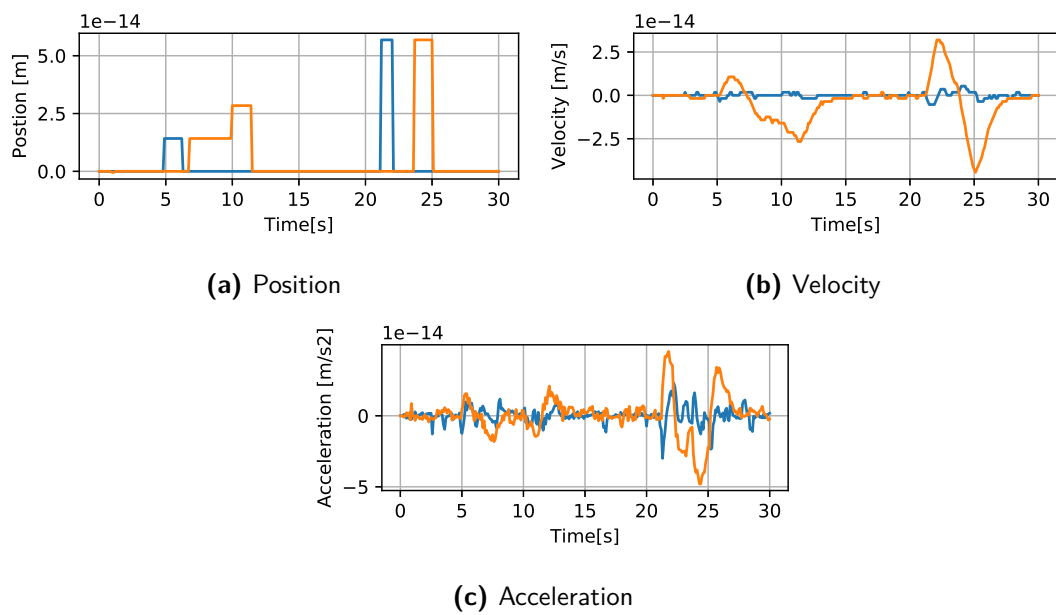 1e−14
Postion [m]
5.0
2.5
0.0
0 5 10 15 20 25 30
Time[s]
(a) Position
1e−14
Velocity [m/s]
2.5
0.0
−2.5
0 5 10 15 20 25 30
Time[s]
(b) Velocity
1e−14
Acceleration [m/s2]
0
−5
0 5 10 15 20 25 30
Time[s]
(c) Acceleration